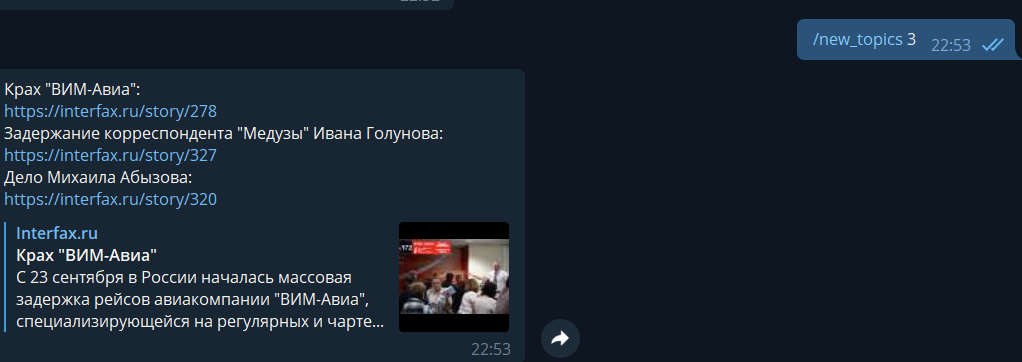 /new_topics 3 22:53
Крах "ВИМ-Авиа":
https://interfax.ru/story/278
Задержание корреспондента "Медузы" Ивана Голунова:
https://interfax.ru/story/327
Дело Михаила Абызова:
https://interfax.ru/story/320
Interfax.ru
Крах "ВИМ-Авиа"
С 23 сентября в России началась массовая
задержка рейсов авиакомпании "ВИМ-Авиа",
специализирующейся на регулярных и чарте...
22:53